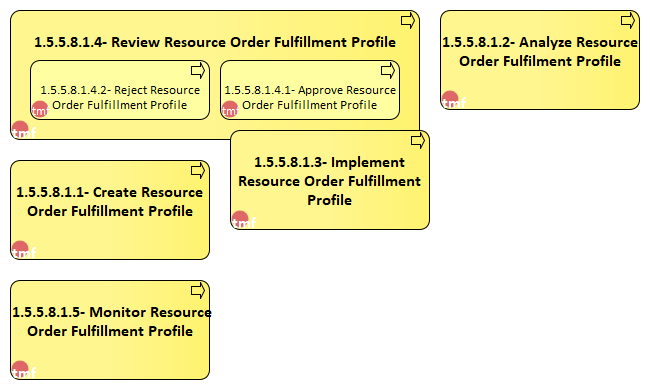 1.5.5.8.1.4- Review Resource Order Fulfillment Profile
1.5.5.8.1.4.2- Reject Resource
Order Fulfillment Profile
tmf
1.5.5.8.1.4.1- Approve Resource
Order Fulfillment Profile
tmf
tmf
1.5.5.8.1.2- Analyze Resource
Order Fulfilment Profile
tmf
1.5.5.8.1.3- Implement
Resource Order Fulfillment
Profile
tmf
1.5.5.8.1.1- Create Resource
Order Fulfillment Profile
tmf
1.5.5.8.1.5- Monitor Resource
Order Fulfillment Profile
tmf